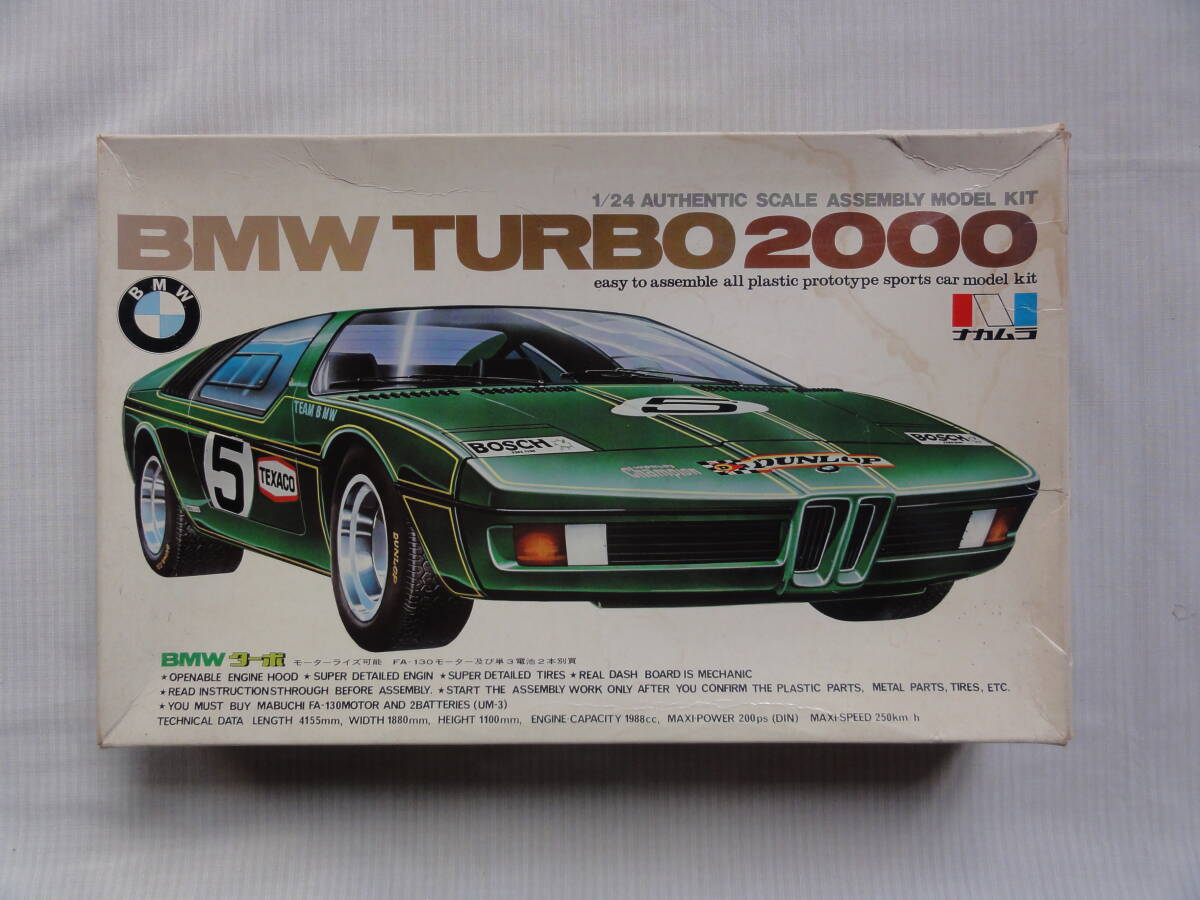 1/24 AUTHENTIC SCALE ASSEMBLY MODEL KIT
BMW TURBO 2000
easy to assemble all plastic prototype sports car model kit
BMW
ナカムラ
TEAM BMW
5
BOSCH
BOSCH
5
TEXACO
Champion
DUNLOP
DUNLOP
BMW ターボ モーターライズ可能 FA-130モーター及び単3電池2本別買
★OPENABLE ENGINE HOOD ★SUPER DETAILED ENGIN ★SUPER DETAILED TIRES ★REAL DASH BOARD IS MECHANIC
★READ INSTRUCTIONSTHROUGH BEFORE ASSEMBLY. ★START THE ASSEMBLY WORK ONLY AFTER YOU CONFIRM THE PLASTIC PARTS, METAL PARTS, TIRES, ETC.
★YOU MUST BUY MABUCHI FA-130MOTOR AND 2BATTERIES (UM-3)
TECHNICAL DATA LENGTH 4155mm, WIDTH 1880mm, HEIGHT 1100mm, ENGINE·CAPACITY 1988cc, MAXI·POWER 200ps (DIN) MAXI·SPEED 250km h